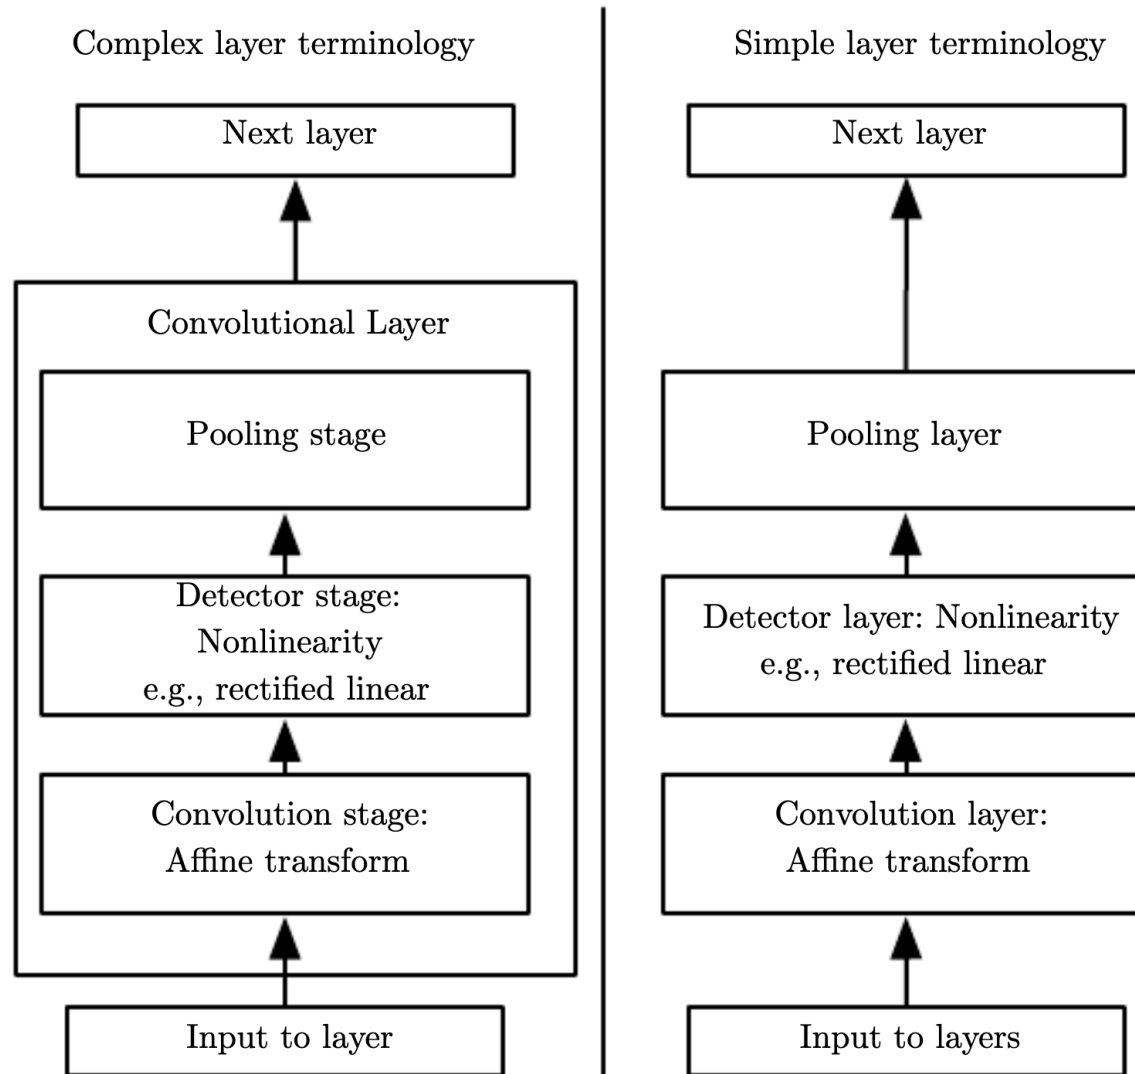 Complex layer terminology
Next layer
Convolutional Layer
Pooling stage
Detector stage:
Nonlinearity
e.g., rectified linear
Convolution stage:
Affine transform
Input to layer
Simple layer terminology
Next layer
Pooling layer
Detector layer: Nonlinearity
e.g., rectified linear
Convolution layer:
Affine transform
Input to layers